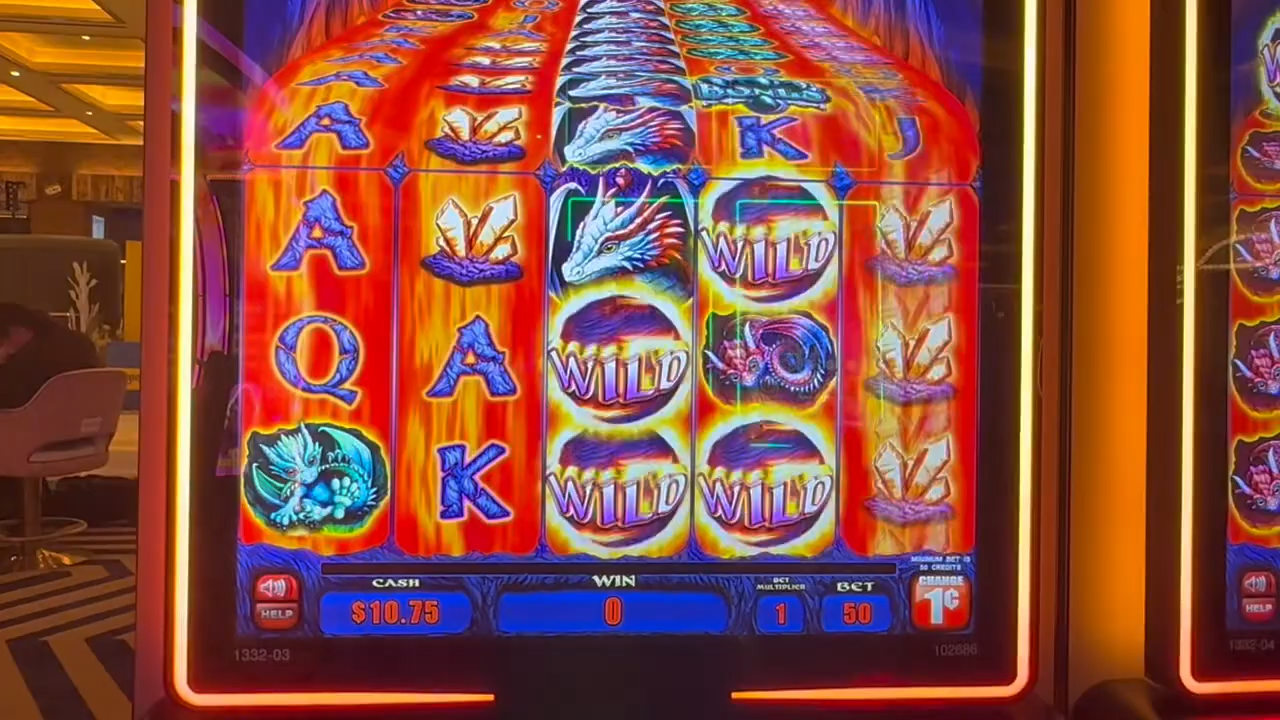 BONUS
A K J
A WILD
Q WILD A
K WILD WILD
MINIMUM BET IS
50 CREDITS
CASH WIN BET MULTIPLIER BET CHANGE
HELP $10.75 0 1 50 1¢
1332-03 102686
HELP
1332-04